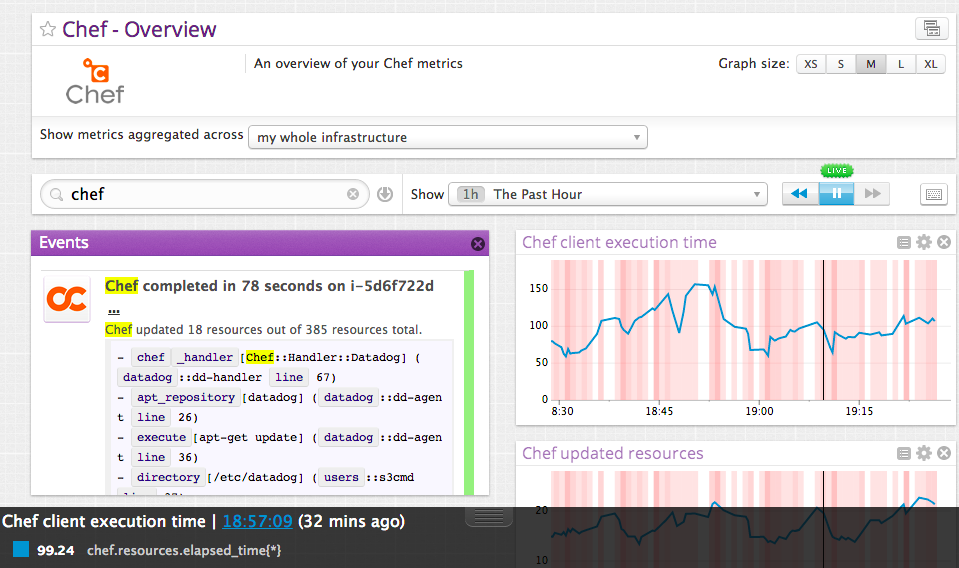 Chef - Overview
Chef
An overview of your Chef metrics
Graph size: XS S M L XL
Show metrics aggregated across my whole infrastructure
chef
Show 1h The Past Hour
LIVE
Events
Chef completed in 78 seconds on i-5d6f722d
...
Chef updated 18 resources out of 385 resources total.
- chef _handler [Chef::Handler::Datadog] (
datadog ::dd-handler line 67)
- apt_repository [datadog] ( datadog ::dd-agen
t line 26)
- execute [apt-get update] ( datadog ::dd-agen
t line 36)
- directory [/etc/datadog] ( users ::s3cmd
Chef client execution time
150
100
50
0
8:30 18:45 19:00 19:15
Chef updated resources
20
10
Chef client execution time | 18:57:09 (32 mins ago)
99.24 chef.resources.elapsed_time{*}